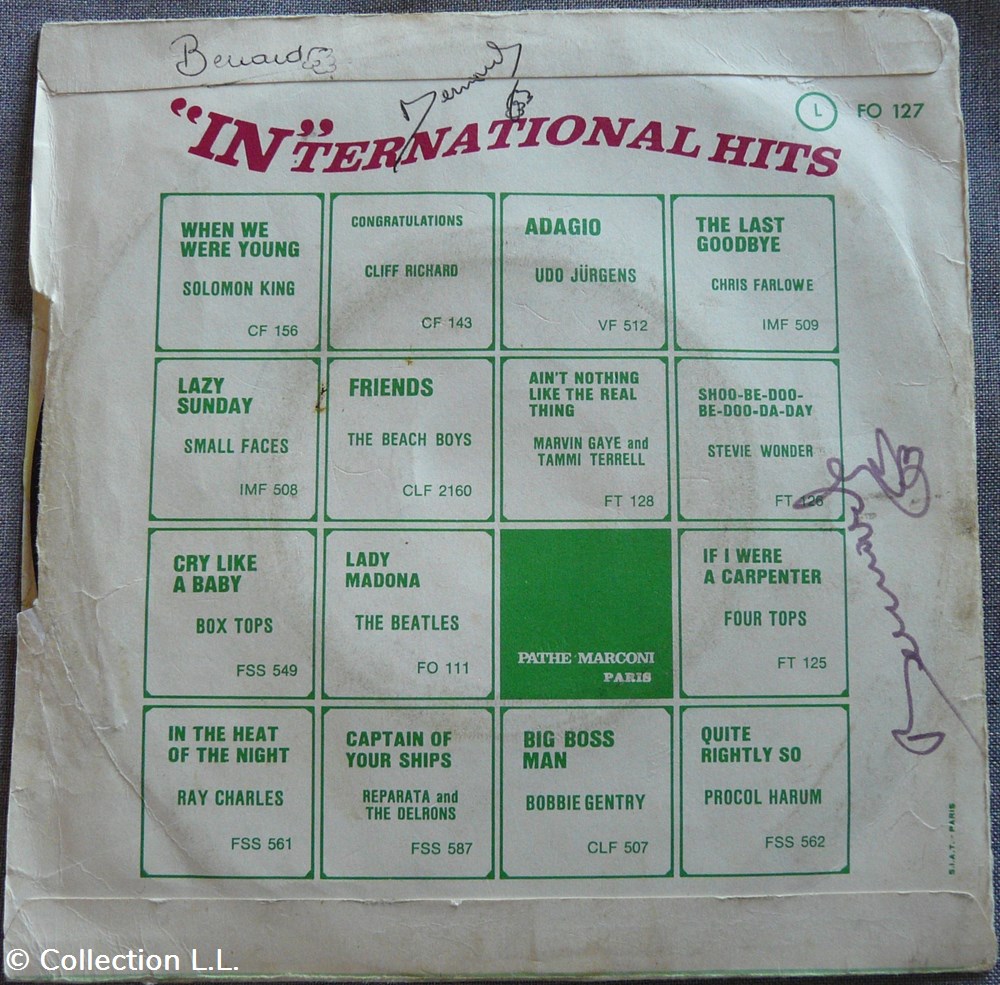 Bernard
Bernard
L FO 127
“IN”TERNATIONAL HITS
WHEN WE
WERE YOUNG
SOLOMON KING
CF 156
CONGRATULATIONS
CLIFF RICHARD
CF 143
ADAGIO
UDO JÜRGENS
VF 512
THE LAST
GOODBYE
CHRIS FARLOWE
IMF 509
LAZY
SUNDAY
SMALL FACES
IMF 508
FRIENDS
THE BEACH BOYS
CLF 2160
AIN'T NOTHING
LIKE THE REAL
THING
MARVIN GAYE and
TAMMI TERRELL
FT 128
SHOO-BE-DOO-
BE-DOO-DA-DAY
STEVIE WONDER
FT 126
Bernard
CRY LIKE
A BABY
BOX TOPS
FSS 549
LADY
MADONA
THE BEATLES
FO 111
PATHE MARCONI
PARIS
IF I WERE
A CARPENTER
FOUR TOPS
FT 125
IN THE HEAT
OF THE NIGHT
RAY CHARLES
FSS 561
CAPTAIN OF
YOUR SHIPS
REPARATA and
THE DELRONS
FSS 587
BIG BOSS
MAN
BOBBIE GENTRY
CLF 507
QUITE
RIGHTLY SO
PROCOL HARUM
FSS 562
S.I.A.T. - PARIS
© Collection L.L.